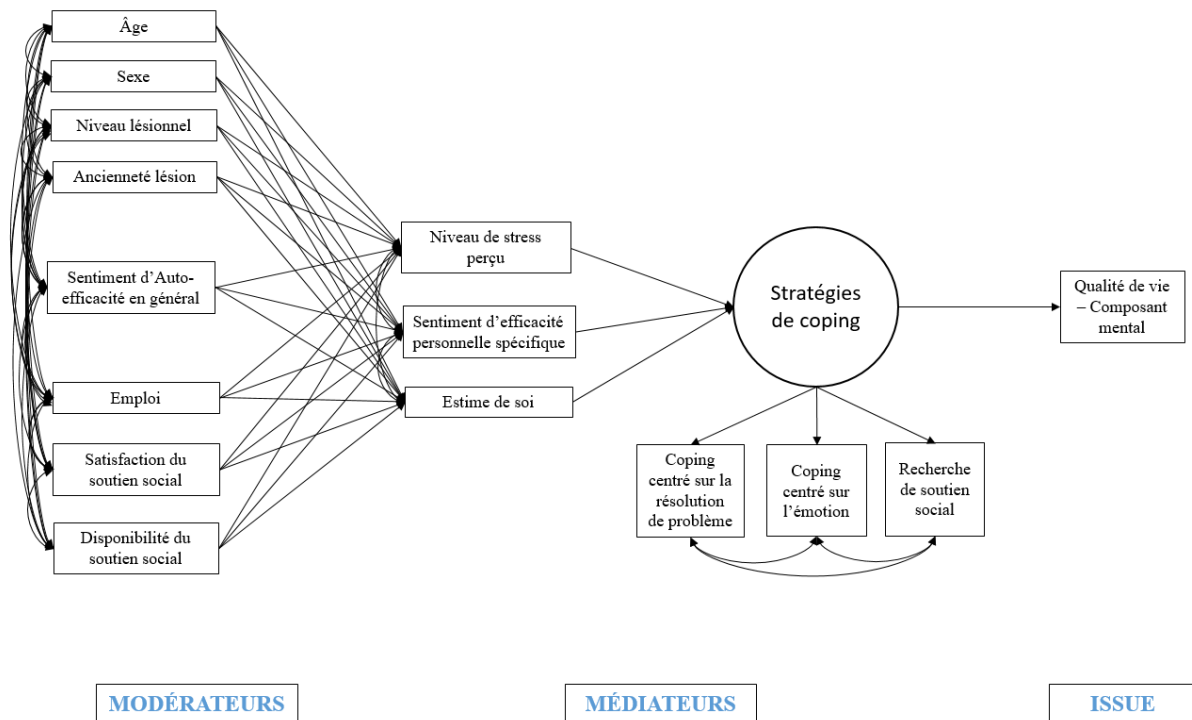 Âge
Sexe
Niveau lésionnel
Ancienneté lésion
Sentiment d'Auto-
efficacité en général
Emploi
Satisfaction du
soutien social
Disponibilité du
soutien social
Niveau de stress
perçu
Sentiment d'efficacité
personnelle spécifique
Estime de soi
Stratégies
de coping
Coping
centré sur la
résolution
de problème
Coping
centré sur
l'émotion
Recherche
de soutien
social
Qualité de vie
– Composant
mental
MODÉRATEURS
MÉDIATEURS
ISSUE